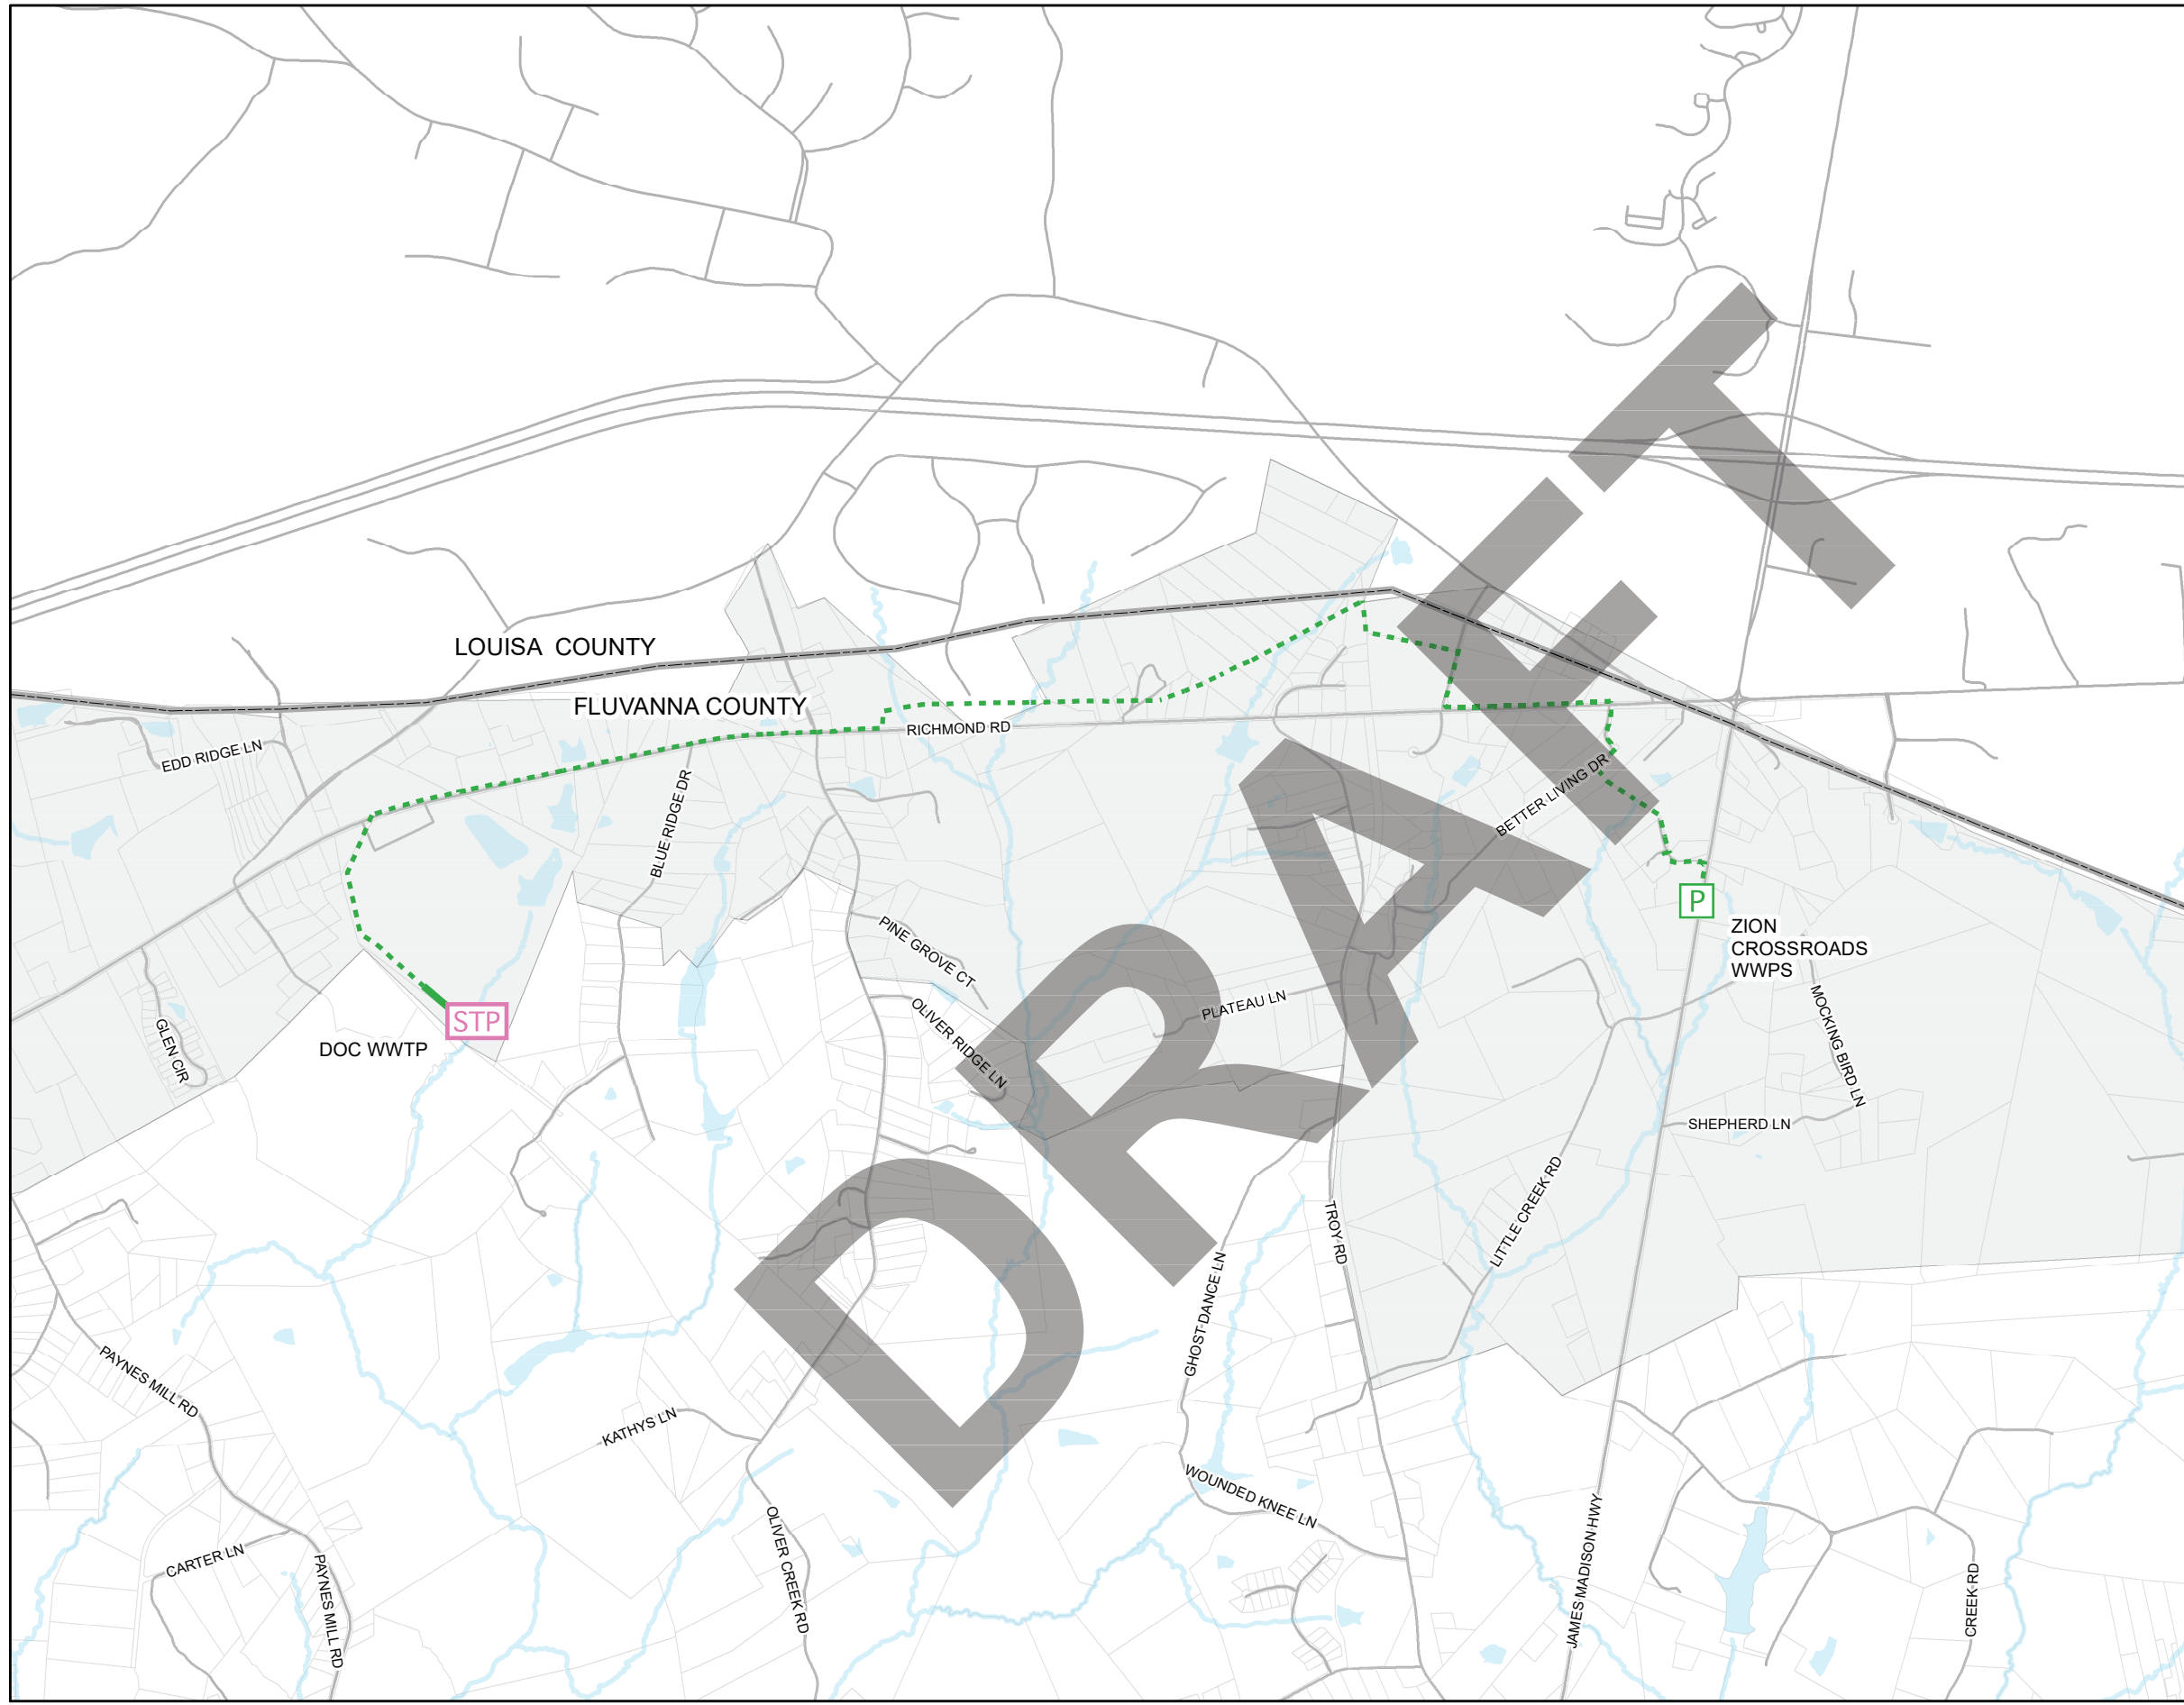 LOUISA COUNTY
FLUVANNA COUNTY
RICHMOND RD
EDD RIDGE LN
BLUE RIDGE DR
BETTER LIVING DR
P
ZION
CROSSROADS
WWPS
PINE GROVE CT
OLIVER RIDGE LN
PLATEAU LN
MOCKING BIRD LN
STP
DOC WWTP
GLEN CIR
SHEPHERD LN
LITTLE CREEK RD
TROY RD
GHOST DANCE LN
PAYNES MILL RD
KATHYS LN
WOUNDED KNEE LN
OLIVER CREEK RD
JAMES MADISON HWY
CARTER LN
PAYNES MILL RD
CREEK RD
DRAFT